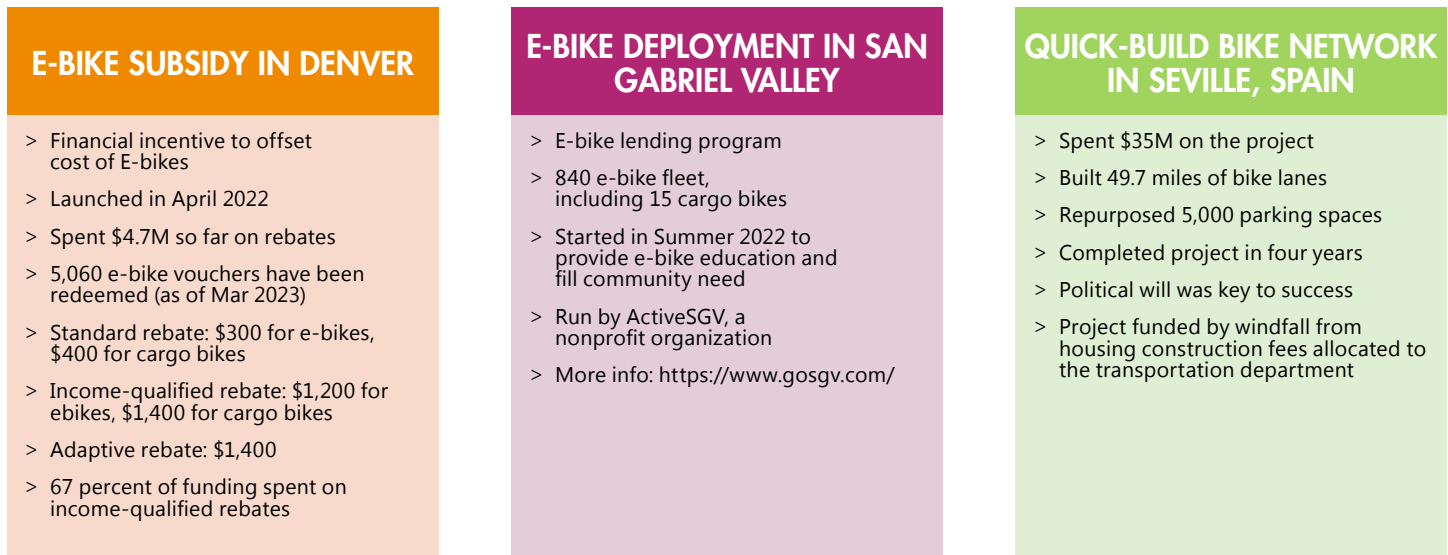 E-BIKE SUBSIDY IN DENVER
> Financial incentive to offset
cost of E-bikes
> Launched in April 2022
> Spent $4.7M so far on rebates
> 5,060 e-bike vouchers have been
redeemed (as of Mar 2023)
> Standard rebate: $300 for e-bikes,
$400 for cargo bikes
> Income-qualified rebate: $1,200 for
ebikes, $1,400 for cargo bikes
> Adaptive rebate: $1,400
> 67 percent of funding spent on
income-qualified rebates
E-BIKE DEPLOYMENT IN SAN
GABRIEL VALLEY
> E-bike lending program
> 840 e-bike fleet,
including 15 cargo bikes
> Started in Summer 2022 to
provide e-bike education and
fill community need
> Run by ActiveSGV, a
nonprofit organization
> More info: https://www.gosgv.com/
QUICK-BUILD BIKE NETWORK
IN SEVILLE, SPAIN
> Spent $35M on the project
> Built 49.7 miles of bike lanes
> Repurposed 5,000 parking spaces
> Completed project in four years
> Political will was key to success
> Project funded by windfall from
housing construction fees allocated to
the transportation department